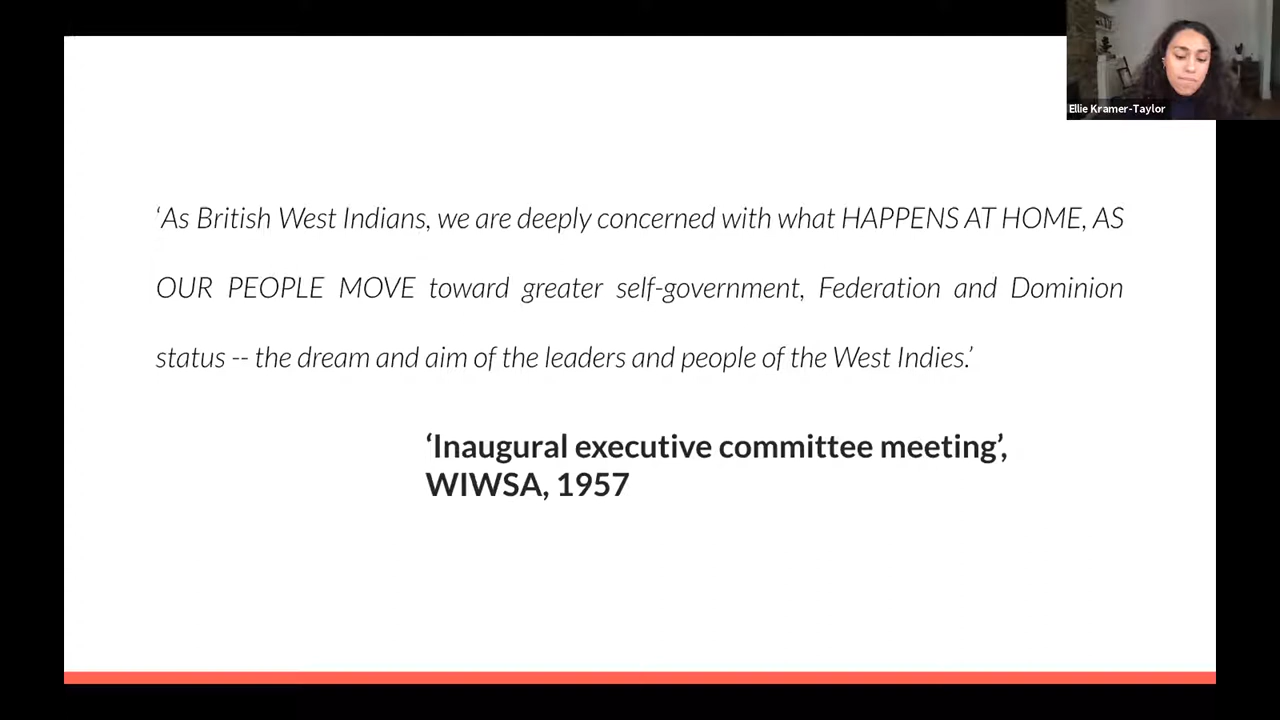 Ellie Kramer-Taylor
‘As British West Indians, we are deeply concerned with what HAPPENS AT HOME, AS
OUR PEOPLE MOVE toward greater self-government, Federation and Dominion
status -- the dream and aim of the leaders and people of the West Indies.’
‘Inaugural executive committee meeting’,
WIWSA, 1957